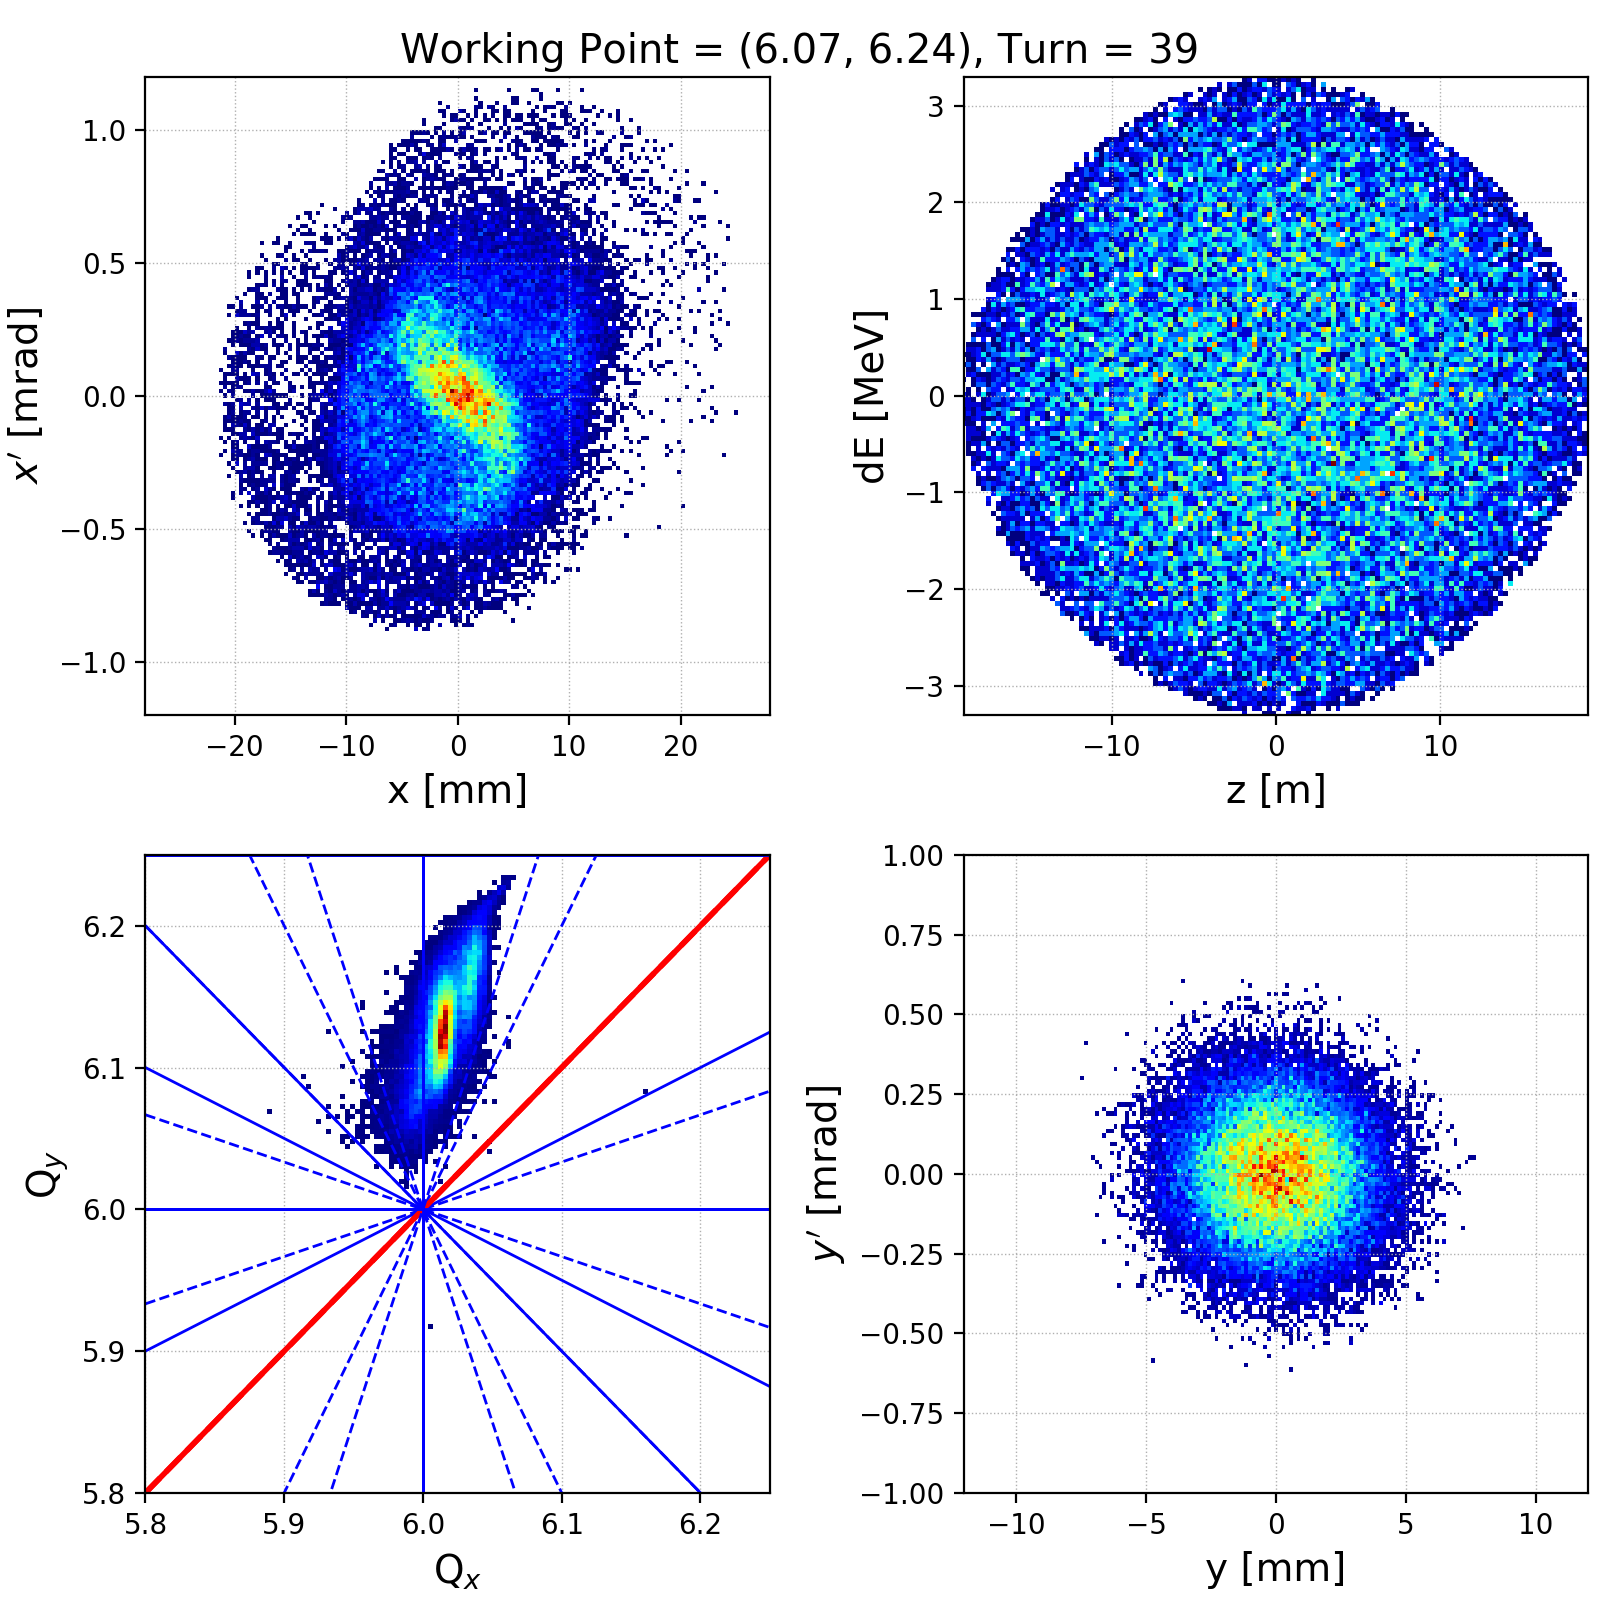 Working Point = (6.07, 6.24), Turn = 39
1.0
0.5
0.0
−0.5
−1.0
x′ [mrad]
−20 −10 0 10 20
x [mm]
3
2
1
0
−1
−2
−3
dE [MeV]
−10 0 10
z [m]
6.2
6.1
6.0
5.9
5.8
Qy
5.8 5.9 6.0 6.1 6.2
Qx
1.00
0.75
0.50
0.25
0.00
−0.25
−0.50
−0.75
−1.00
y′ [mrad]
−10 −5 0 5 10
y [mm]